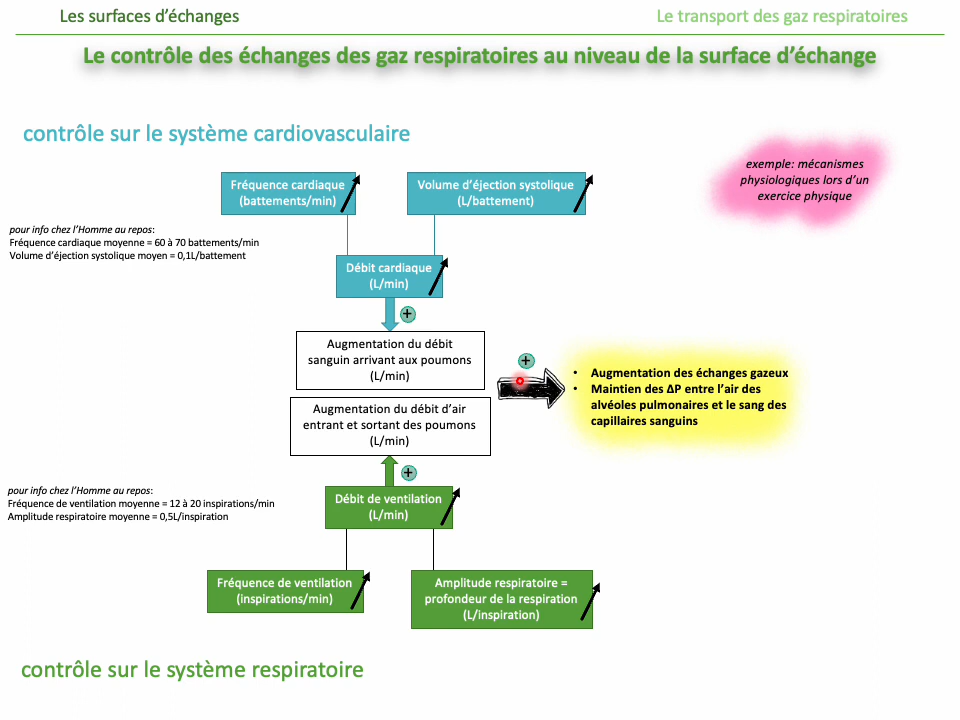 Les surfaces d’échanges
Le transport des gaz respiratoires
Le contrôle des échanges des gaz respiratoires au niveau de la surface d’échange
contrôle sur le système cardiovasculaire
exemple: mécanismes
physiologiques lors d’un
exercice physique
Fréquence cardiaque
(battements/min)
Volume d’éjection systolique
(L/battement)
pour info chez l’Homme au repos:
Fréquence cardiaque moyenne = 60 à 70 battements/min
Volume d’éjection systolique moyen = 0,1L/battement
Débit cardiaque
(L/min)
+
Augmentation du débit
sanguin arrivant aux poumons
(L/min)
+
• Augmentation des échanges gazeux
• Maintien des ΔP entre l’air des
alvéoles pulmonaires et le sang des
capillaires sanguins
Augmentation du débit d’air
entrant et sortant des poumons
(L/min)
+
pour info chez l’Homme au repos:
Fréquence de ventilation moyenne = 12 à 20 inspirations/min
Amplitude respiratoire moyenne = 0,5L/inspiration
Débit de ventilation
(L/min)
Fréquence de ventilation
(inspirations/min)
Amplitude respiratoire =
profondeur de la respiration
(L/inspiration)
contrôle sur le système respiratoire